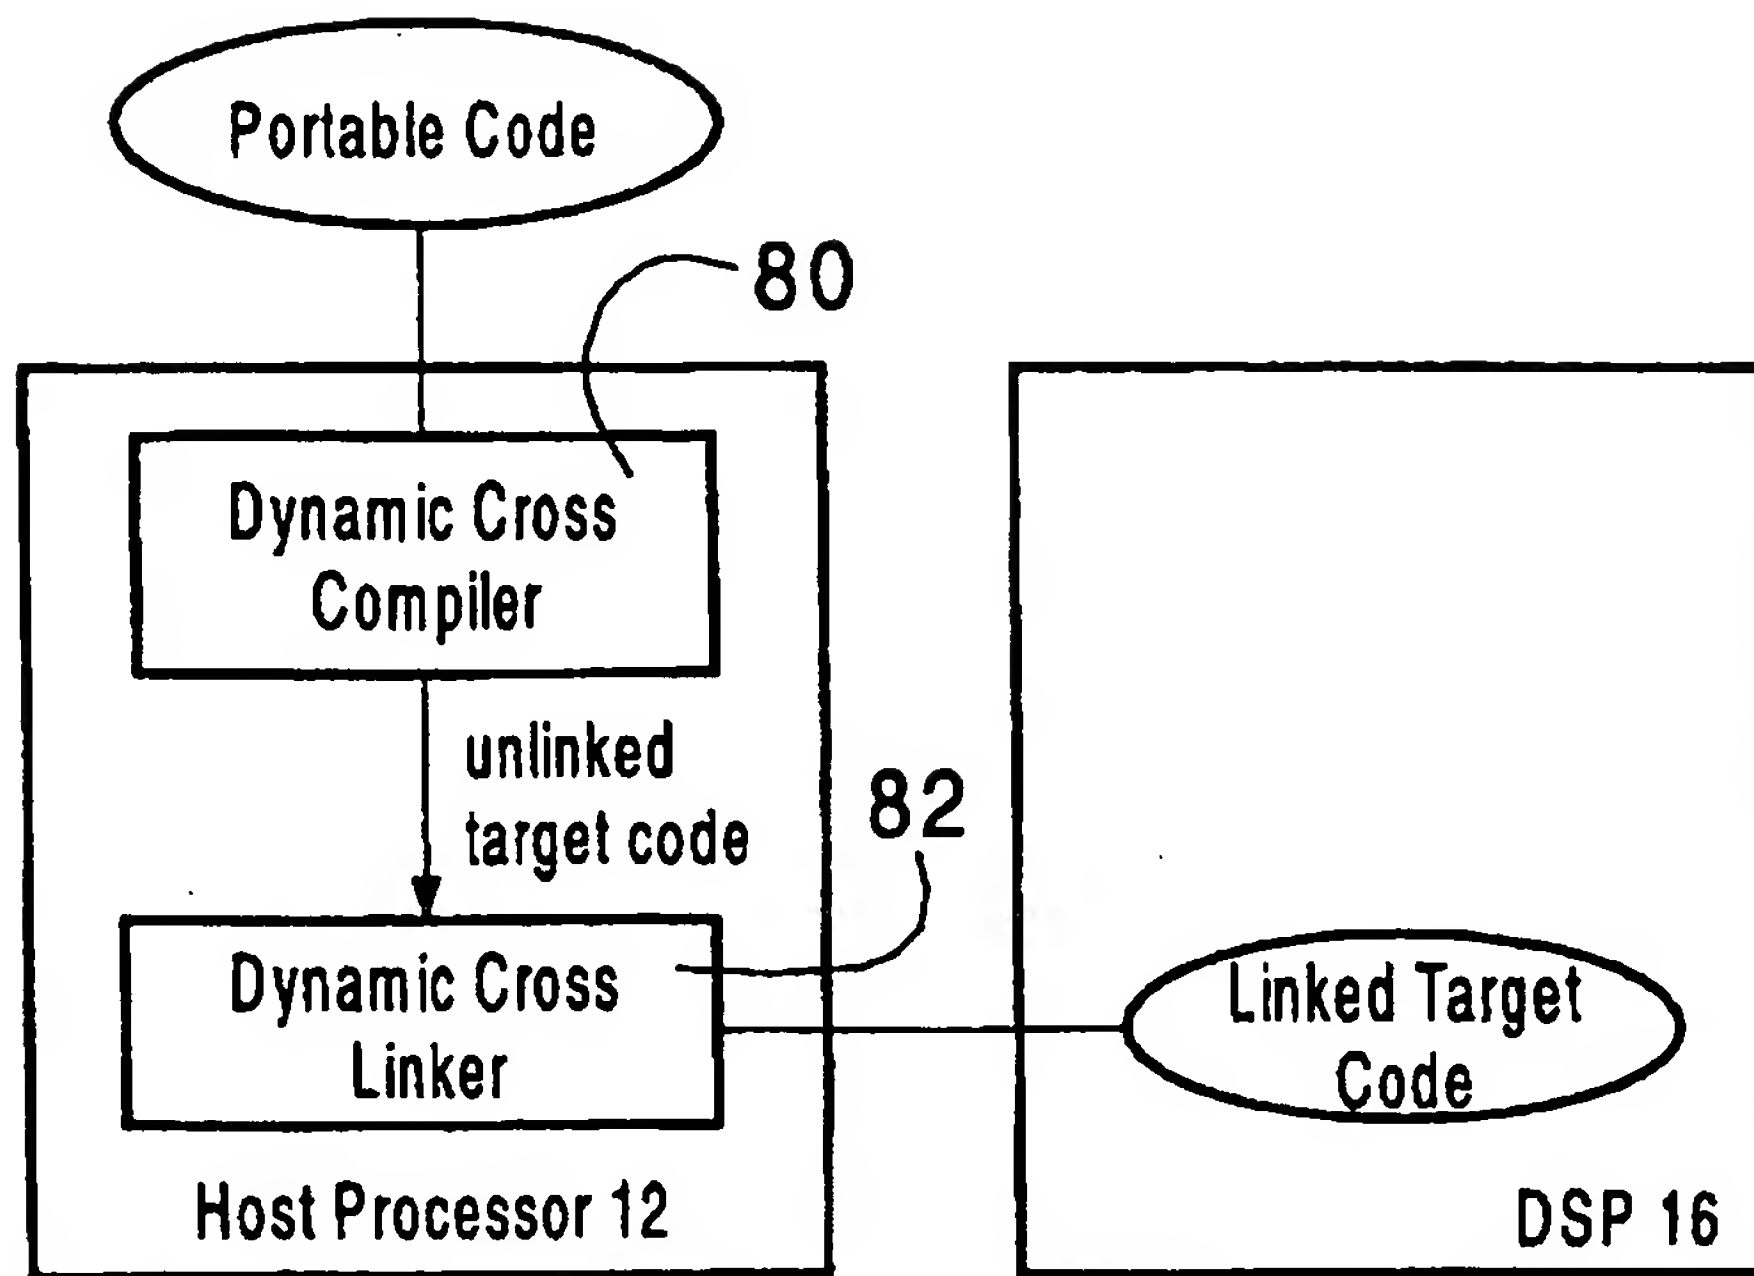 Portable Code
80
Dynamic Cross
Compiler
unlinked
target code
82
Dynamic Cross
Linker
Linked Target
Code
Host Processor 12
DSP 16